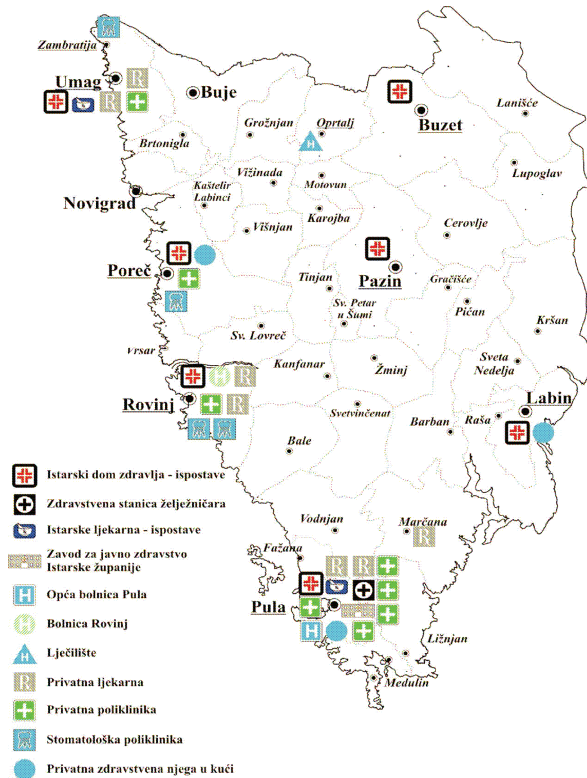 Zambratija
Umag
Buje
Buzet
Lanišće
Grožnjan
Oprtalj
Brtonigla
Lupoglav
Vižinada
Motovun
Kaštelir
Labinci
Novigrad
Karojba
Višnjan
Cerovlje
Poreč
Pazin
Tinjan
Gračišće
Sv. Petar
u Šumi
Pićan
Sv. Lovreč
Kršan
vrsar
Kanfanar
Žminj
Sveta
Nedelja
Rovinj
Svetvinčenat
Barban
Raša
Labin
Bale
Vodnjan
Marčana
Fažana
Pula
Ližnjan
Medulin
Istarski dom zdravlja - ispostave
Zdravstvena stanica željžničara
Istarske ljekarna - ispostave
Zavod za javno zdravstvo
Istarske županije
Opća bolnica Pula
Bolnica Rovinj
Lječilište
Privatna ljekarna
Privatna poliklinika
Stomatološka poliklinika
Privatna zdravstvena njega u kući